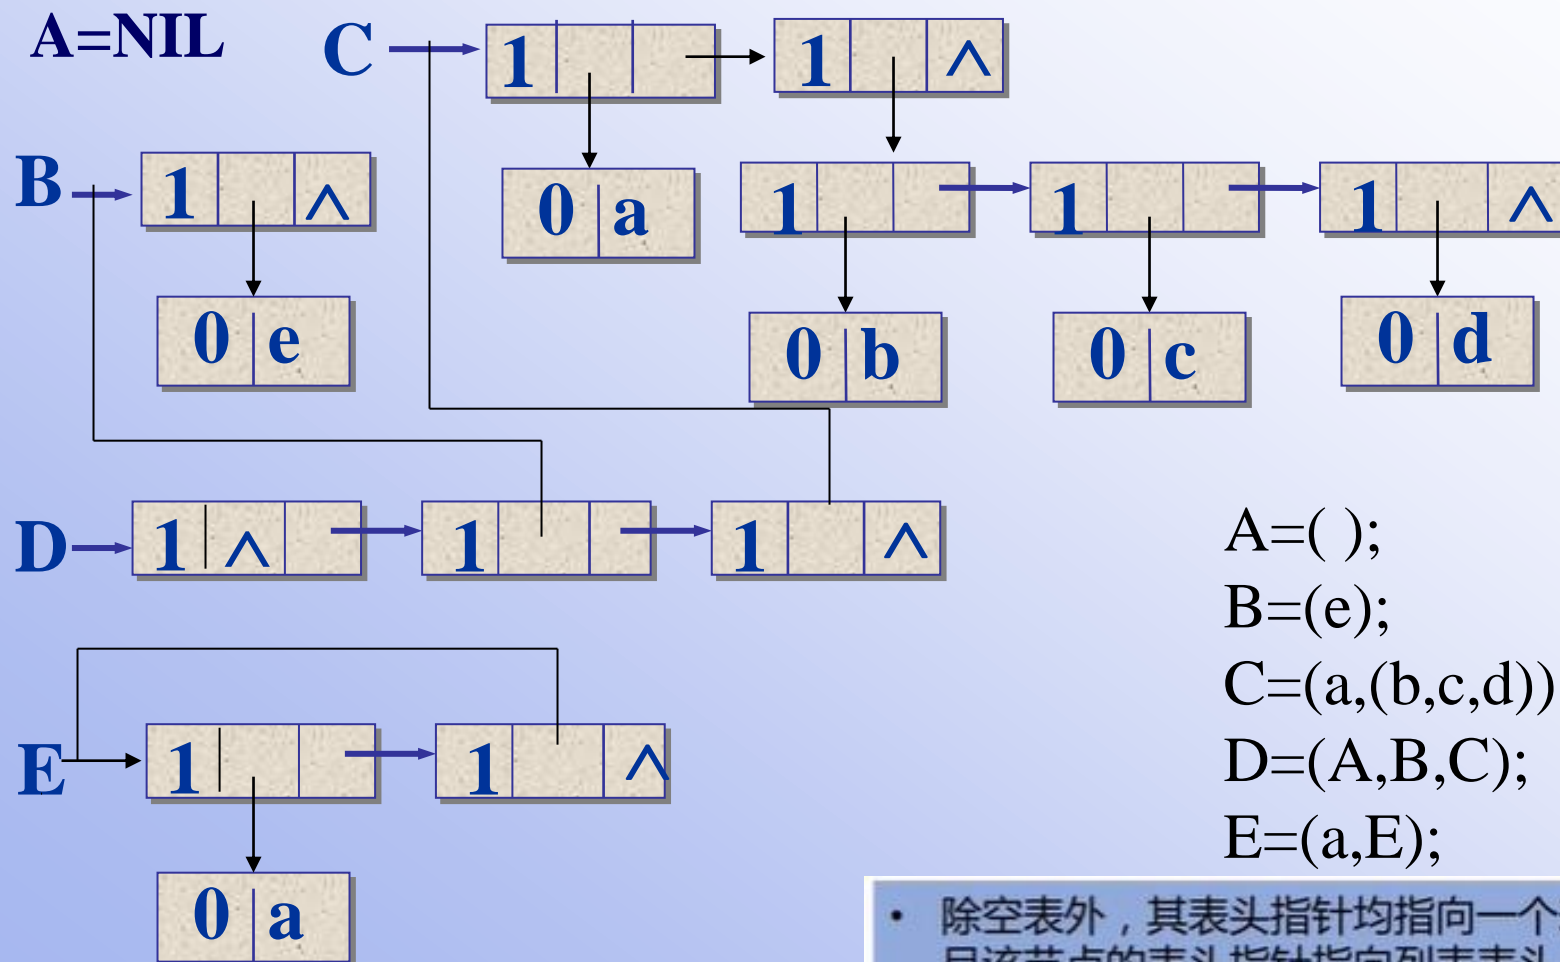 A=NIL
C
1
1 ∧
B
1 ∧
0 a
1
1
1 ∧
0 e
0 b
0 c
0 d
D
1 ∧
1
1 ∧
E
1
1 ∧
0 a
A=( );
B=(e);
C=(a,(b,c,d))
D=(A,B,C);
E=(a,E);
• 除空表外，其表头指针均指向一个